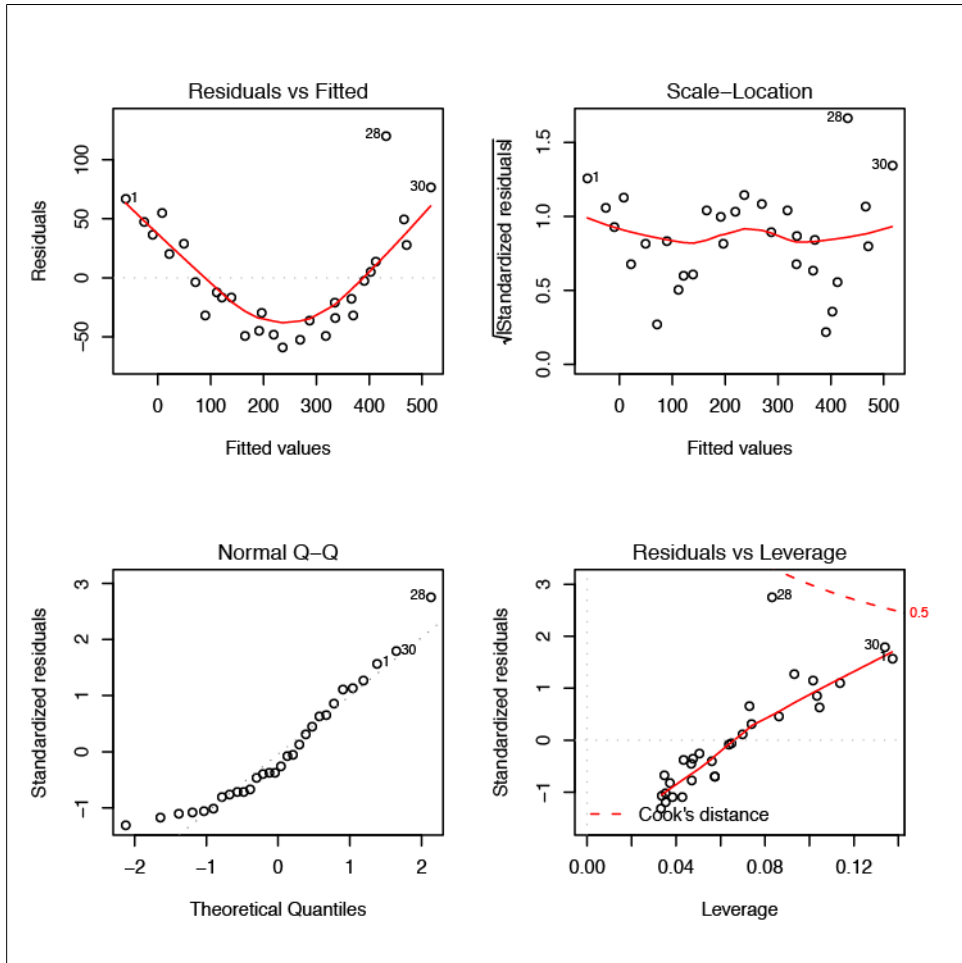 Residuals vs Fitted
Residuals
100
50
0
−50
28
30
1
0 100 200 300 400 500
Fitted values
Scale−Location
√|Standardized residuals|
1.5
1.0
0.5
0.0
28
30
1
0 100 200 300 400 500
Fitted values
Normal Q−Q
Standardized residuals
3
2
1
0
−1
28
30
1
−2 −1 0 1 2
Theoretical Quantiles
Residuals vs Leverage
Standardized residuals
3
2
1
0
−1
28
0.5
30
1
Cook's distance
0.00 0.04 0.08 0.12
Leverage